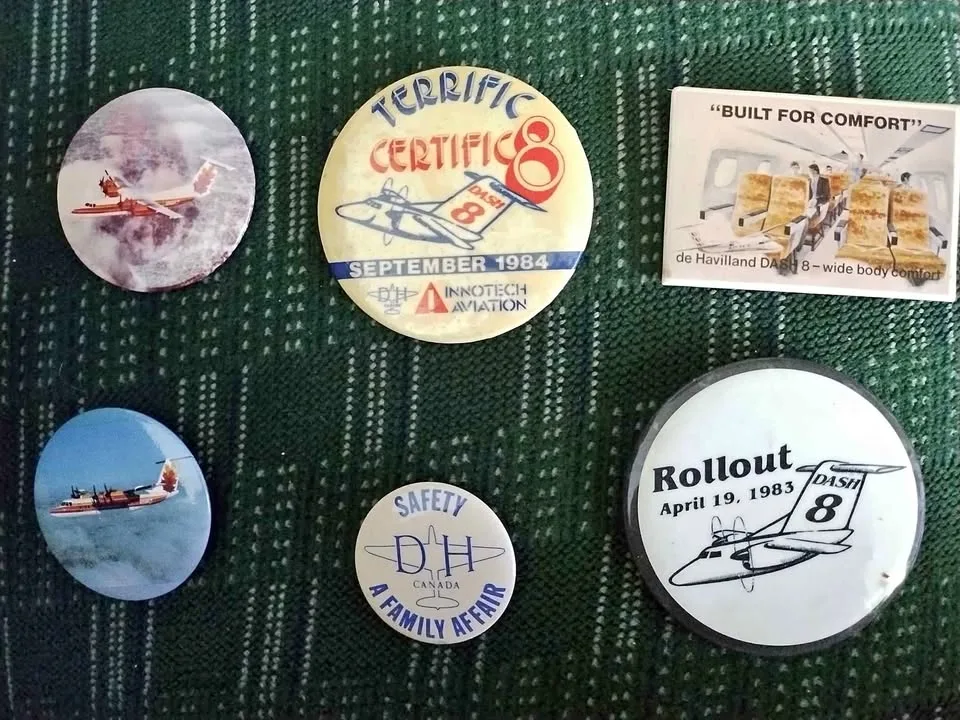 TERRIFIC
CERTIFIC8
DASH
8
SEPTEMBER 1984
DH
INNOTECH
AVIATION
"BUILT FOR COMFORT"
de Havilland DASH 8 – wide body comfort
SAFETY
DH
CANADA
A FAMILY AFFAIR
Rollout
April 19, 1983
DASH
8